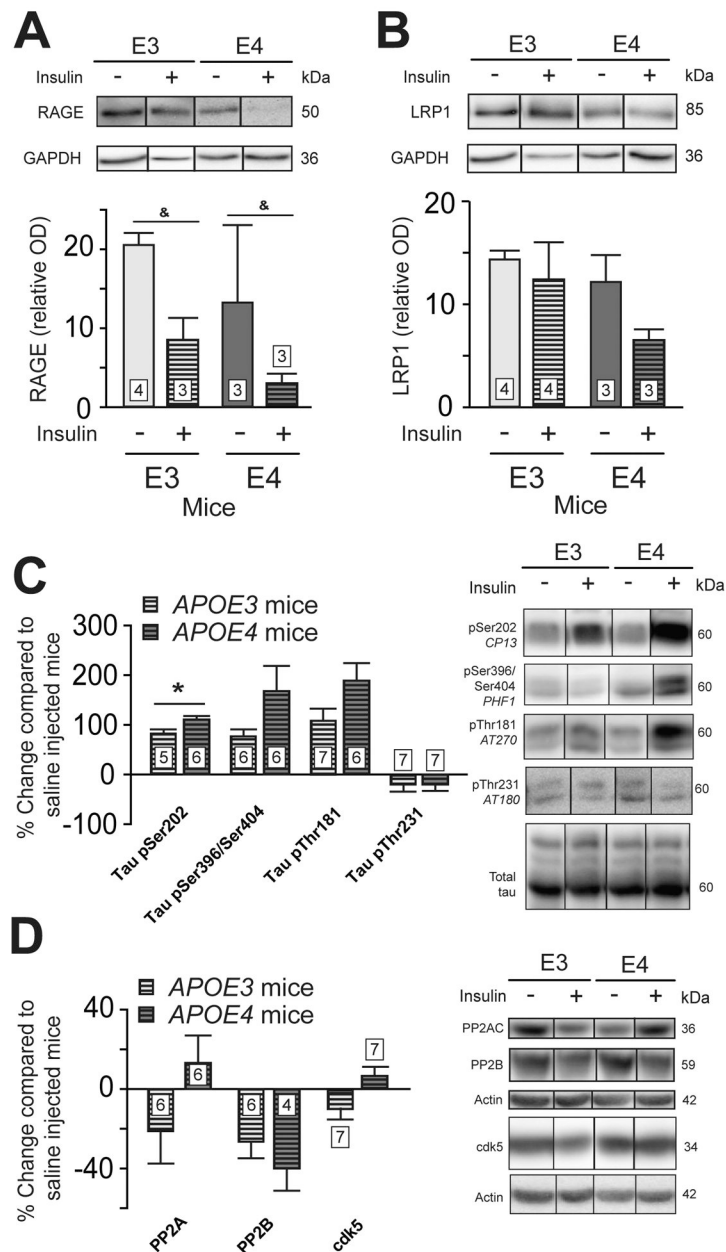 A
E3 E4
Insulin - + - + kDa
RAGE 50
GAPDH 36
&
&
20
10
0
RAGE (relative OD)
4 3 3 3
Insulin - + - +
E3 E4
Mice
B
E3 E4
Insulin - + - + kDa
LRP1 85
GAPDH 36
20
10
0
LRP1 (relative OD)
4 4 3 3
Insulin - + - +
E3 E4
Mice
C
APOE3 mice
APOE4 mice
% Change compared to
saline injected mice
300
200
100
0
-100
*
5 6 6 6 7 6 7 7
Tau pSer202
Tau pSer396/Ser404
Tau pThr181
Tau pThr231
E3 E4
Insulin - + - + kDa
pSer202
CP13 60
pSer396/
Ser404
PHF1 60
pThr181
AT270 60
pThr231
AT180 60
Total
tau 60
D
APOE3 mice
APOE4 mice
% Change compared to
saline injected mice
40
0
-40
6 6 6 4 7 7
PP2A
PP2B
cdk5
E3 E4
Insulin - + - + kDa
PP2AC 36
PP2B 59
Actin 42
cdk5 34
Actin 42